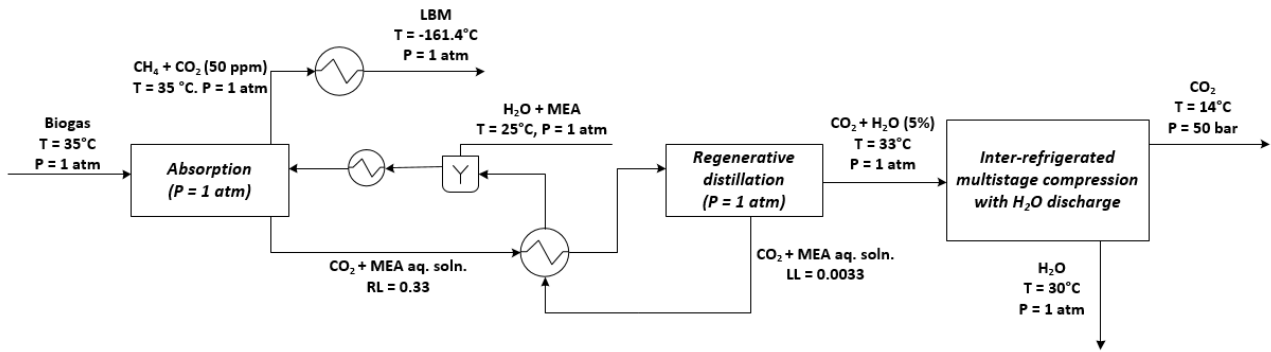 LBM
T = -161.4°C
P = 1 atm
CH₄ + CO₂ (50 ppm)
T = 35 °C. P = 1 atm
Biogas
T = 35°C
P = 1 atm
Absorption
(P = 1 atm)
H₂O + MEA
T = 25°C, P = 1 atm
Y
CO₂ + MEA aq. soln.
RL = 0.33
Regenerative
distillation
(P = 1 atm)
CO₂ + MEA aq. soln.
LL = 0.0033
CO₂ + H₂O (5%)
T = 33°C
P = 1 atm
Inter-refrigerated
multistage compression
with H₂O discharge
CO₂
T = 14°C
P = 50 bar
H₂O
T = 30°C
P = 1 atm